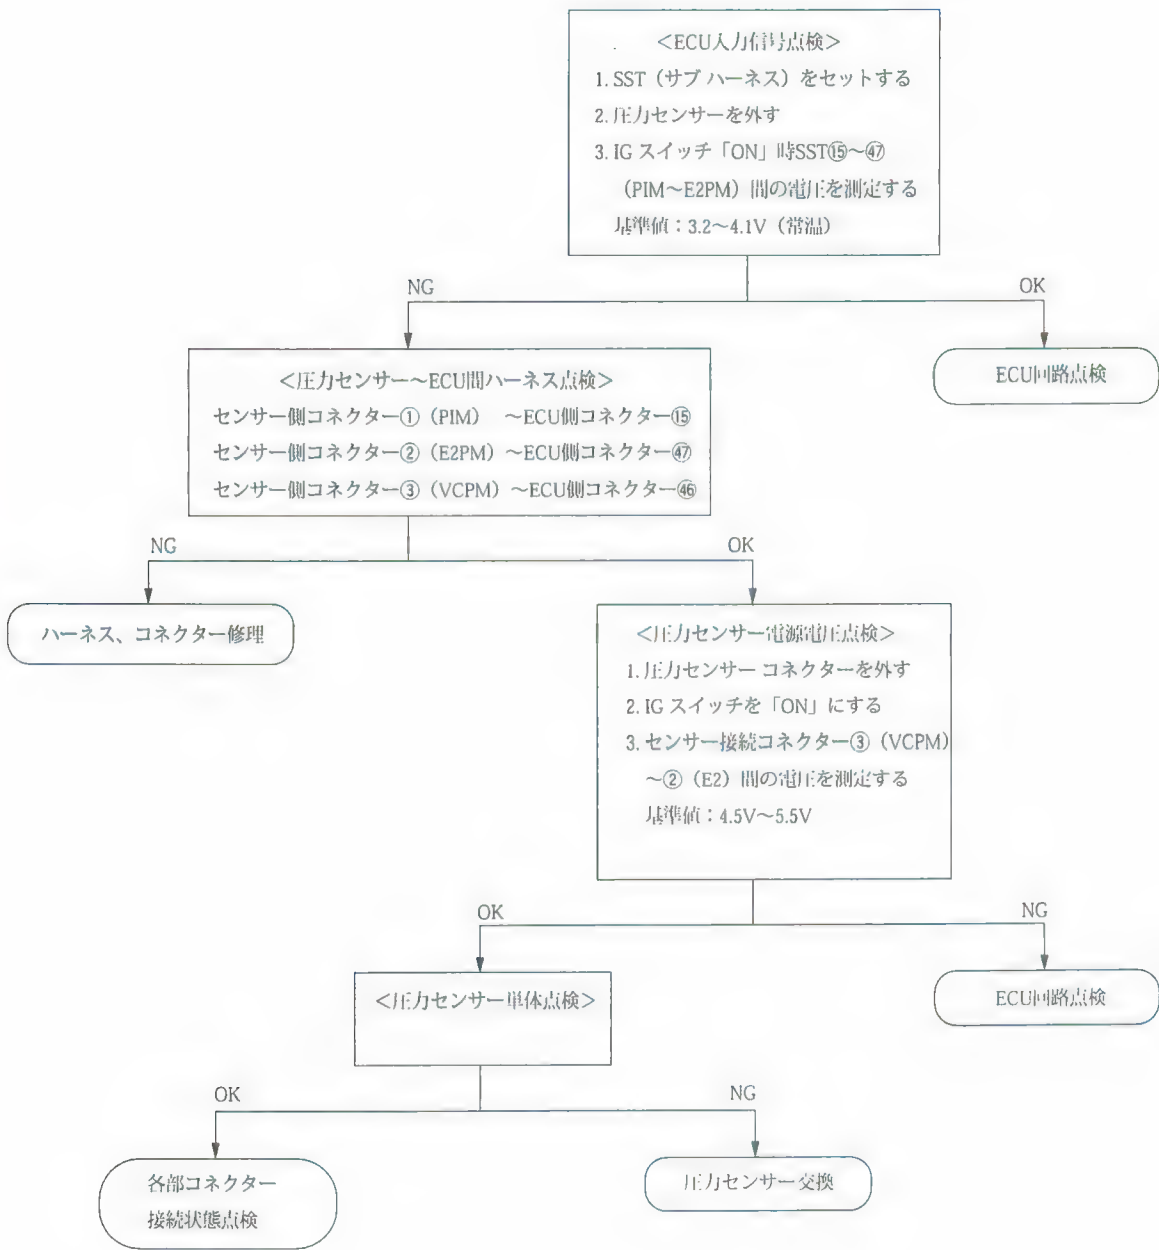 <ECU入力信号点検>
1. SST（サブ ハーネス）をセットする
2. 圧力センサーを外す
3. IG スイッチ「ON」時SST⑮〜㊼
（PIM〜E2PM）間の電圧を測定する
基準値：3.2〜4.1V（常温）
NG
OK
<圧力センサー〜ECU間ハーネス点検>
センサー側コネクター①（PIM） 〜ECU側コネクター⑮
センサー側コネクター②（E2PM）〜ECU側コネクター㊼
センサー側コネクター③（VCPM）〜ECU側コネクター㊻
ECU回路点検
NG
OK
ハーネス、コネクター修理
<圧力センサー電源電圧点検>
1. 圧力センサー コネクターを外す
2. IG スイッチを「ON」にする
3. センサー接続コネクター③（VCPM）
〜②（E2）間の電圧を測定する
基準値：4.5V〜5.5V
OK
NG
<圧力センサー単体点検>
ECU回路点検
OK
NG
各部コネクター
接続状態点検
圧力センサー交換